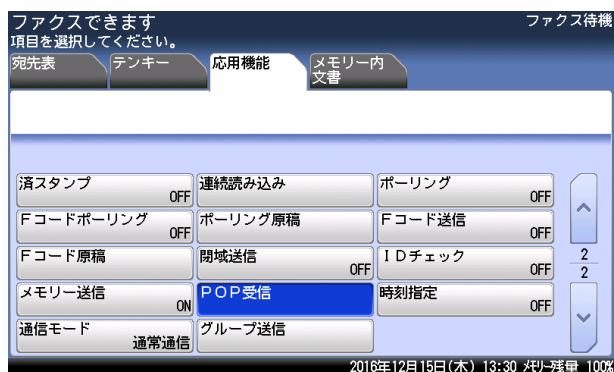 ファクスできます
ファクス待機
項目を選択してください。
宛先表
テンキー
応用機能
メモリー内
文書
済スタンプ
OFF
連続読み込み
ポーリング
OFF
Fコードポーリング
OFF
ポーリング原稿
Fコード送信
OFF
Fコード原稿
閉域送信
OFF
IDチェック
OFF
2
2
メモリー送信
ON
POP受信
時刻指定
OFF
通信モード
通常通信
グループ送信
2016年12月15日(木) 13:30 メモリー残量 100%